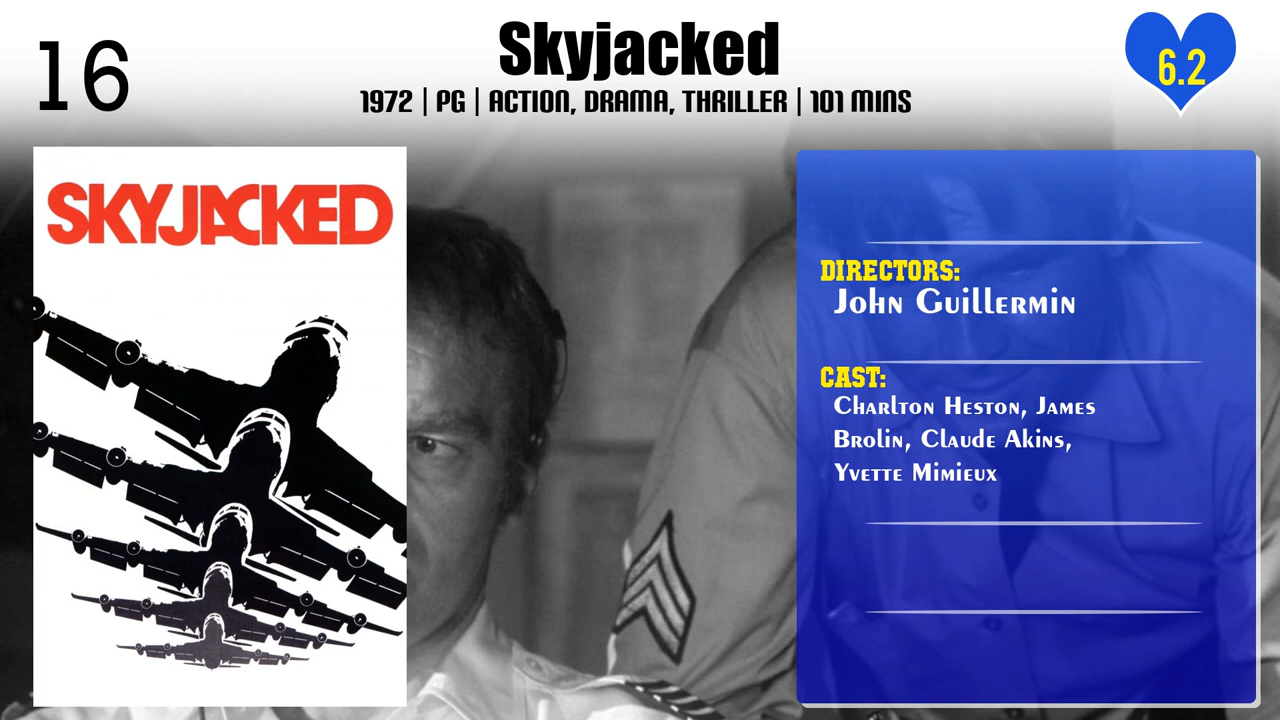 16
Skyjacked
1972 | PG | ACTION, DRAMA, THRILLER | 101 MINS
6.2
SKYJACKED
DIRECTORS:
John Guillermin
CAST:
Charlton Heston, James
Brolin, Claude Akins,
Yvette Mimieux